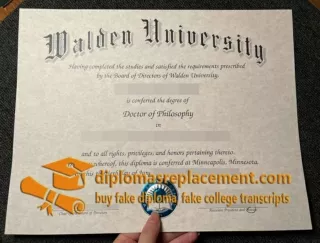 Walden University
Having completed the studies and satisfied the requirements prescribed
by the Board of Directors of Walden University.
is conferred the degree of
Doctor of Philosophy
in
and to all rights, privileges, and honors pertaining thereto.
whereof, this diploma is conferred at Minneapolis, Minnesota
diplomasreplacement.com
buy fake diploma, fake college transcripts